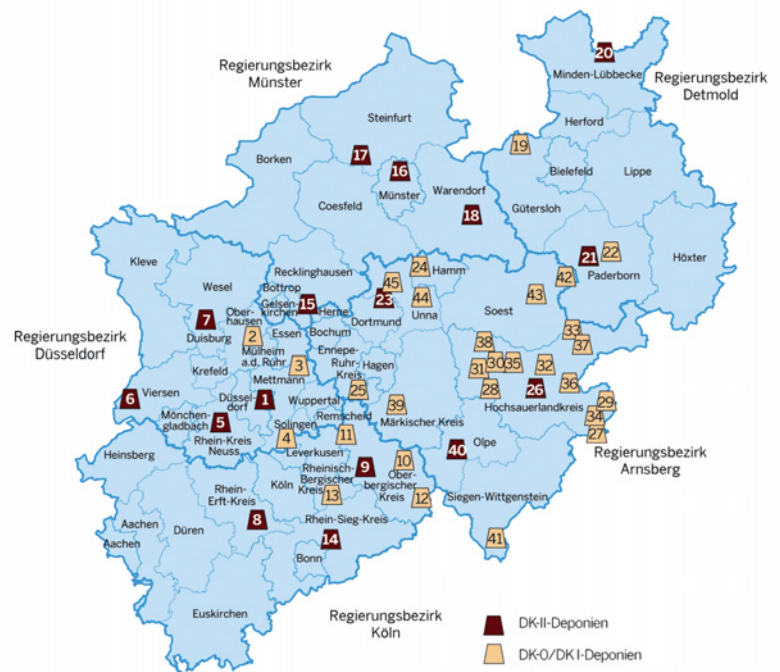 20
Regierungsbezirk
Münster
Minden-Lübbecke
Regierungsbezirk
Detmold
Steinfurt
Herford
19
17
Borken
16
Münster
Bielefeld
Lippe
Warendorf
Coesfeld
18
Gütersloh
Kleve
21
22
Höxter
Recklinghausen
24
Hamm
42
Paderborn
Wesel
Bottrop
45
43
Gelsen-
kirchen
15
Herne
23
44
Soest
7
Ober-
hausen
Dortmund
Unna
Duisburg
2
Essen
Bochum
33
Regierungsbezirk
Düsseldorf
Mülheim
a.d. Ruhr
Ennepe-
Ruhr-
Kreis
Hagen
38
37
Krefeld
3
30
35
32
31
Mettmann
36
6
Viersen
Düssel-
dorf
1
Wuppertal
25
28
26
Mönchen-
gladbach
5
Remscheid
39
Hochsauerlandkreis
29
34
Solingen
Märkischer Kreis
27
Rhein-Kreis
Neuss
4
11
Heinsberg
Leverkusen
40
Olpe
Regierungsbezirk
Arnsberg
Rheinisch-
Bergischer
Kreis
9
10
Ober-
bergischer
Kreis
Köln
Rhein-
Erft-Kreis
13
12
Siegen-Wittgenstein
Aachen
Düren
8
Rhein-Sieg-Kreis
Aachen
14
41
Bonn
Euskirchen
Regierungsbezirk
Köln
DK-II-Deponien
DK-0/DK I-Deponien